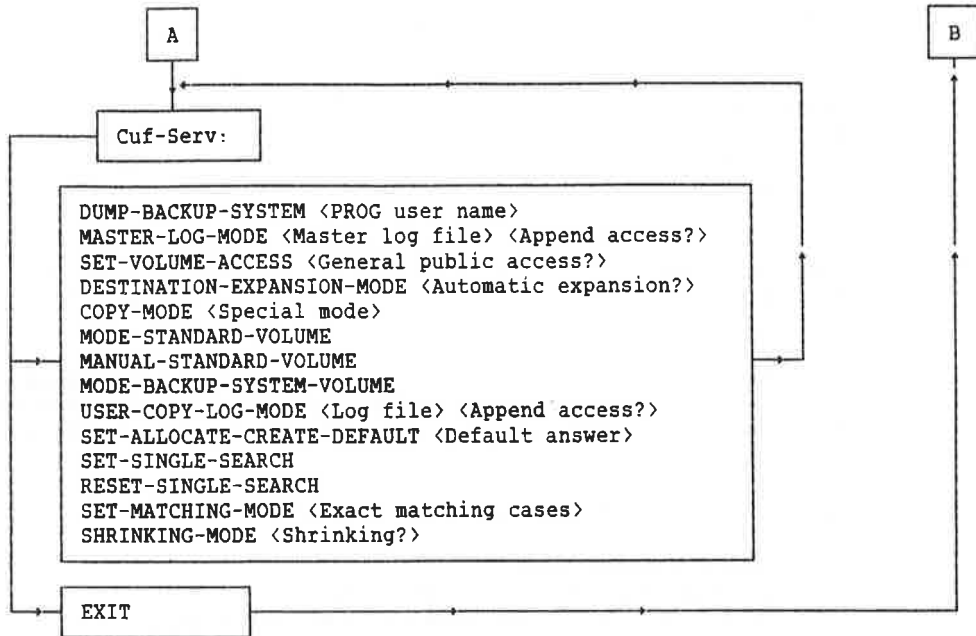 A
B
Cuf-Serv:
DUMP-BACKUP-SYSTEM <PROG user name>
MASTER-LOG-MODE <Master log file> <Append access?>
SET-VOLUME-ACCESS <General public access?>
DESTINATION-EXPANSION-MODE <Automatic expansion?>
COPY-MODE <Special mode>
MODE-STANDARD-VOLUME
MANUAL-STANDARD-VOLUME
MODE-BACKUP-SYSTEM-VOLUME
USER-COPY-LOG-MODE <Log file> <Append access?>
SET-ALLOCATE-CREATE-DEFAULT <Default answer>
SET-SINGLE-SEARCH
RESET-SINGLE-SEARCH
SET-MATCHING-MODE <Exact matching cases>
SHRINKING-MODE <Shrinking?>
EXIT